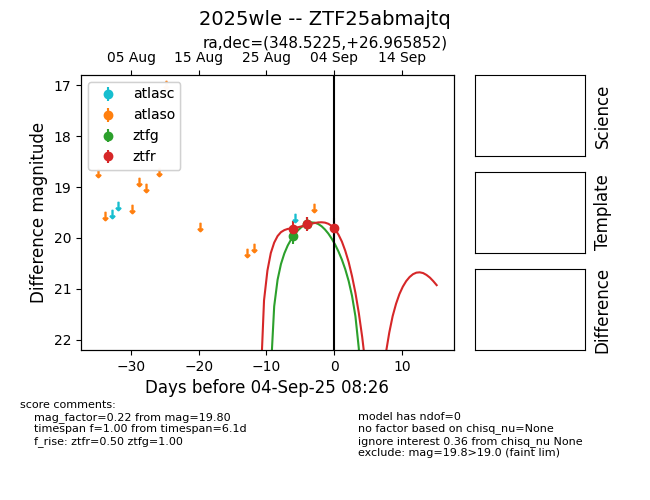 2025wle -- ZTF25abmajtq
ra,dec=(348.5225,+26.965852)
05 Aug 15 Aug 25 Aug 04 Sep 14 Sep
17
18
19
20
21
22
Difference magnitude
atlasc
atlaso
ztfg
ztfr
−30 −20 −10 0 10
Days before 04-Sep-25 08:26
Science
Template
Difference
score comments:
mag_factor=0.22 from mag=19.80
timespan f=1.00 from timespan=6.1d
f_rise: ztfr=0.50 ztfg=1.00
model has ndof=0
no factor based on chisq_nu=None
ignore interest 0.36 from chisq_nu None
exclude: mag=19.8>19.0 (faint lim)